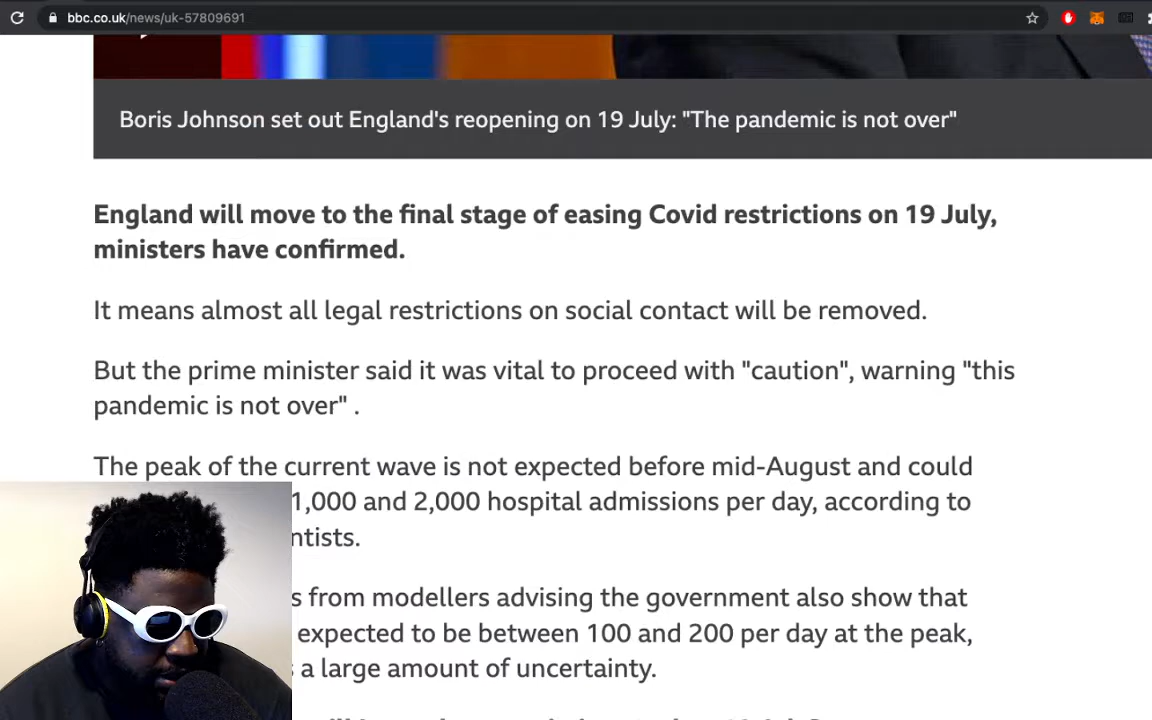 bbc.co.uk/news/uk-57809691
Boris Johnson set out England's reopening on 19 July: "The pandemic is not over"
England will move to the final stage of easing Covid restrictions on 19 July,
ministers have confirmed.
It means almost all legal restrictions on social contact will be removed.
But the prime minister said it was vital to proceed with "caution", warning "this
pandemic is not over" .
The peak of the current wave is not expected before mid-August and could
1,000 and 2,000 hospital admissions per day, according to
ntists.
s from modellers advising the government also show that
expected to be between 100 and 200 per day at the peak,
a large amount of uncertainty.